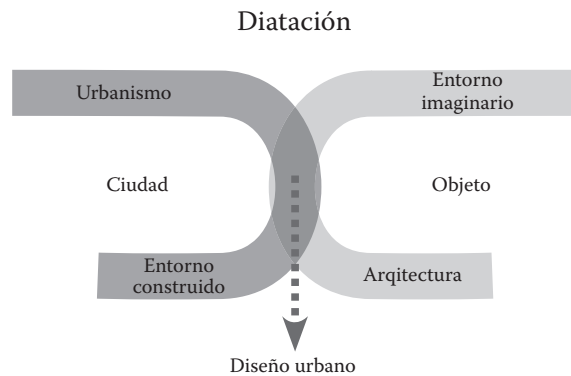 Diatación
Urbanismo
Entorno
imaginario
Ciudad
Objeto
Entorno
construido
Arqitectura
Diseño urbano